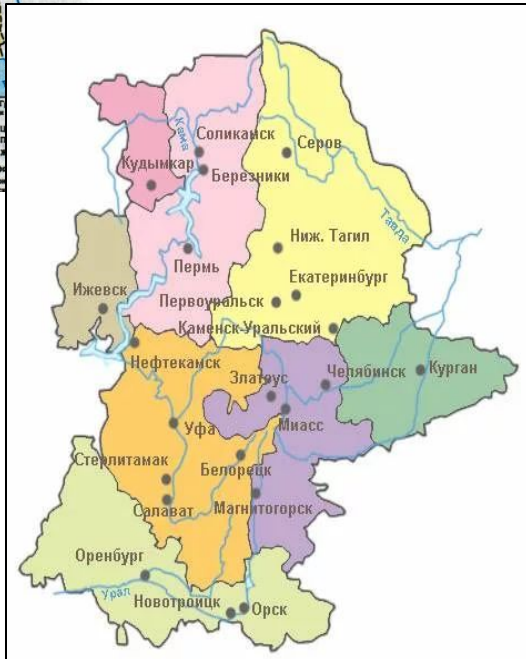 Кама
Соликамск
Серов
Кудымкар
Березники
Тавда
Ниж. Тагил
Пермь
Екатеринбург
Ижевск
Первоуральск
Каменск-Уральский
Нефтекамск
Златоус
Челябинск
Курган
Миасс
Уфа
Стерлитамак
Белорецк
Салават
Магнитогорск
Оренбург
Урал
Новотроицк
Орск